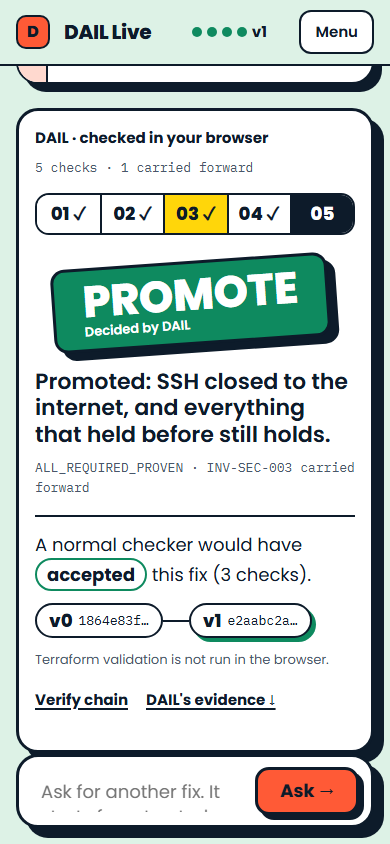 D DAIL Live v1 Menu
DAIL · checked in your browser
5 checks · 1 carried forward
01 ✓ 02 ✓ 03 ✓ 04 ✓ 05
PROMOTE
Decided by DAIL
Promoted: SSH closed to the
internet, and everything
that held before still holds.
ALL_REQUIRED_PROVEN · INV-SEC-003 carried
forward
A normal checker would have
accepted this fix (3 checks).
v0 1864e83f… v1 e2aabc2a…
Terraform validation is not run in the browser.
Verify chain DAIL's evidence ↓
Ask for another fix. It
Ask →